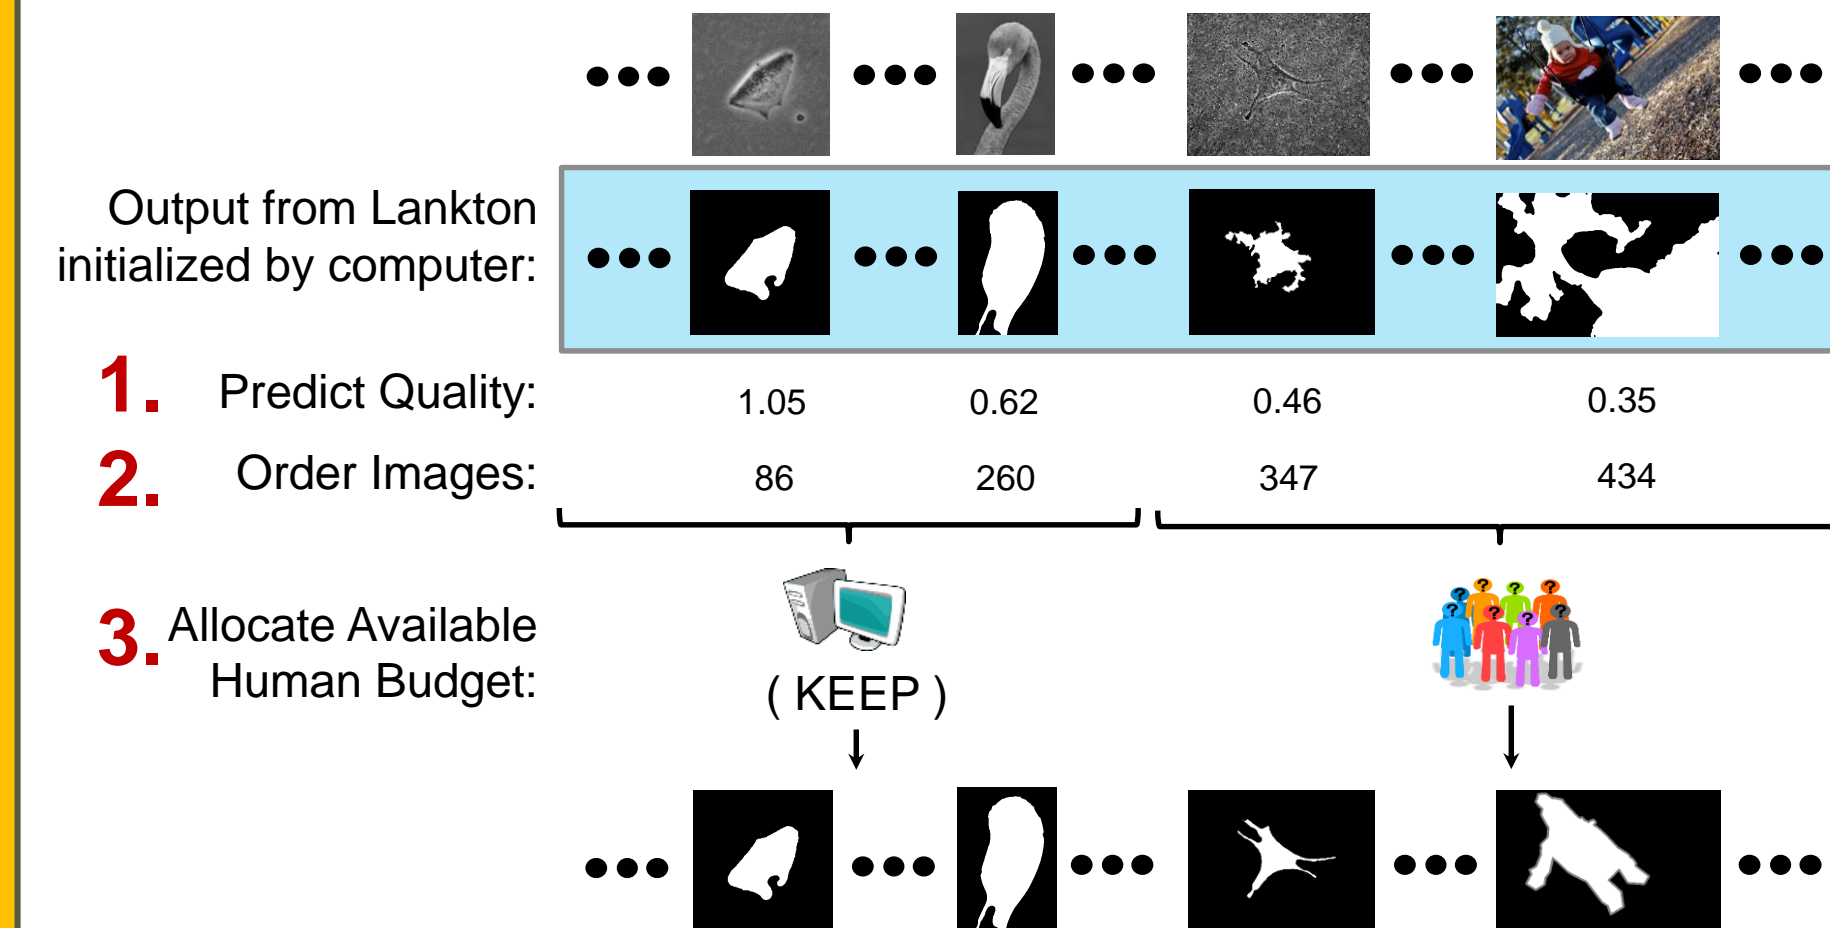 Output from Lankton
initialized by computer:
1. Predict Quality: 1.05 0.62 0.46 0.35
2. Order Images: 86 260 347 434
3. Allocate Available
Human Budget:
( KEEP )
? ? ? ?
? ? ? ?